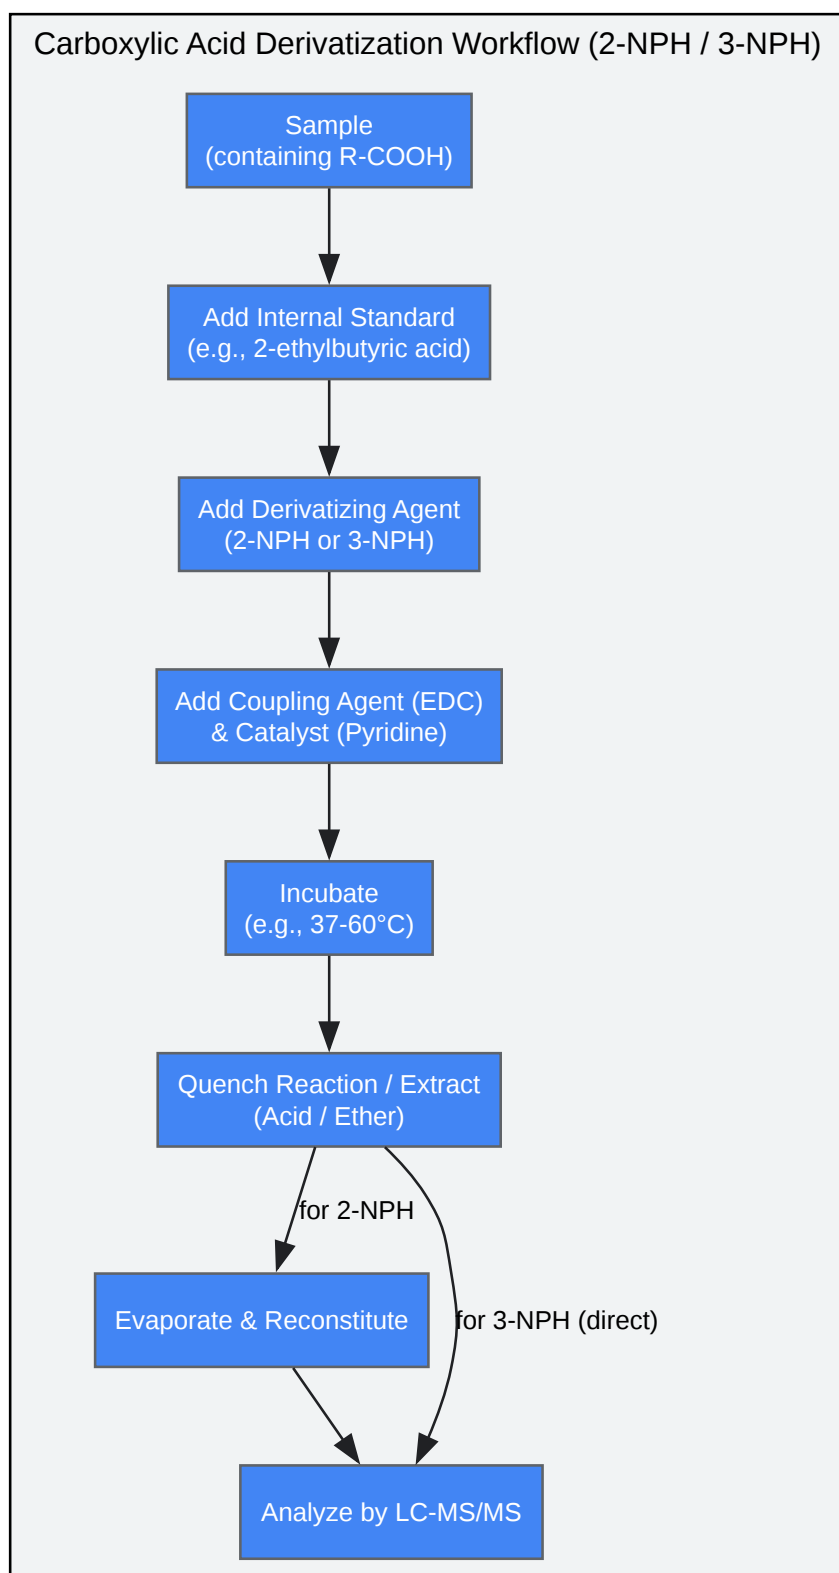 Carboxylic Acid Derivatization Workflow (2-NPH / 3-NPH)
Sample
(containing R-COOH)
Add Internal Standard
(e.g., 2-ethylbutyric acid)
Add Derivatizing Agent
(2-NPH or 3-NPH)
Add Coupling Agent (EDC)
& Catalyst (Pyridine)
Incubate
(e.g., 37-60°C)
Quench Reaction / Extract
(Acid / Ether)
for 2-NPH
Evaporate & Reconstitute
for 3-NPH (direct)
Analyze by LC-MS/MS